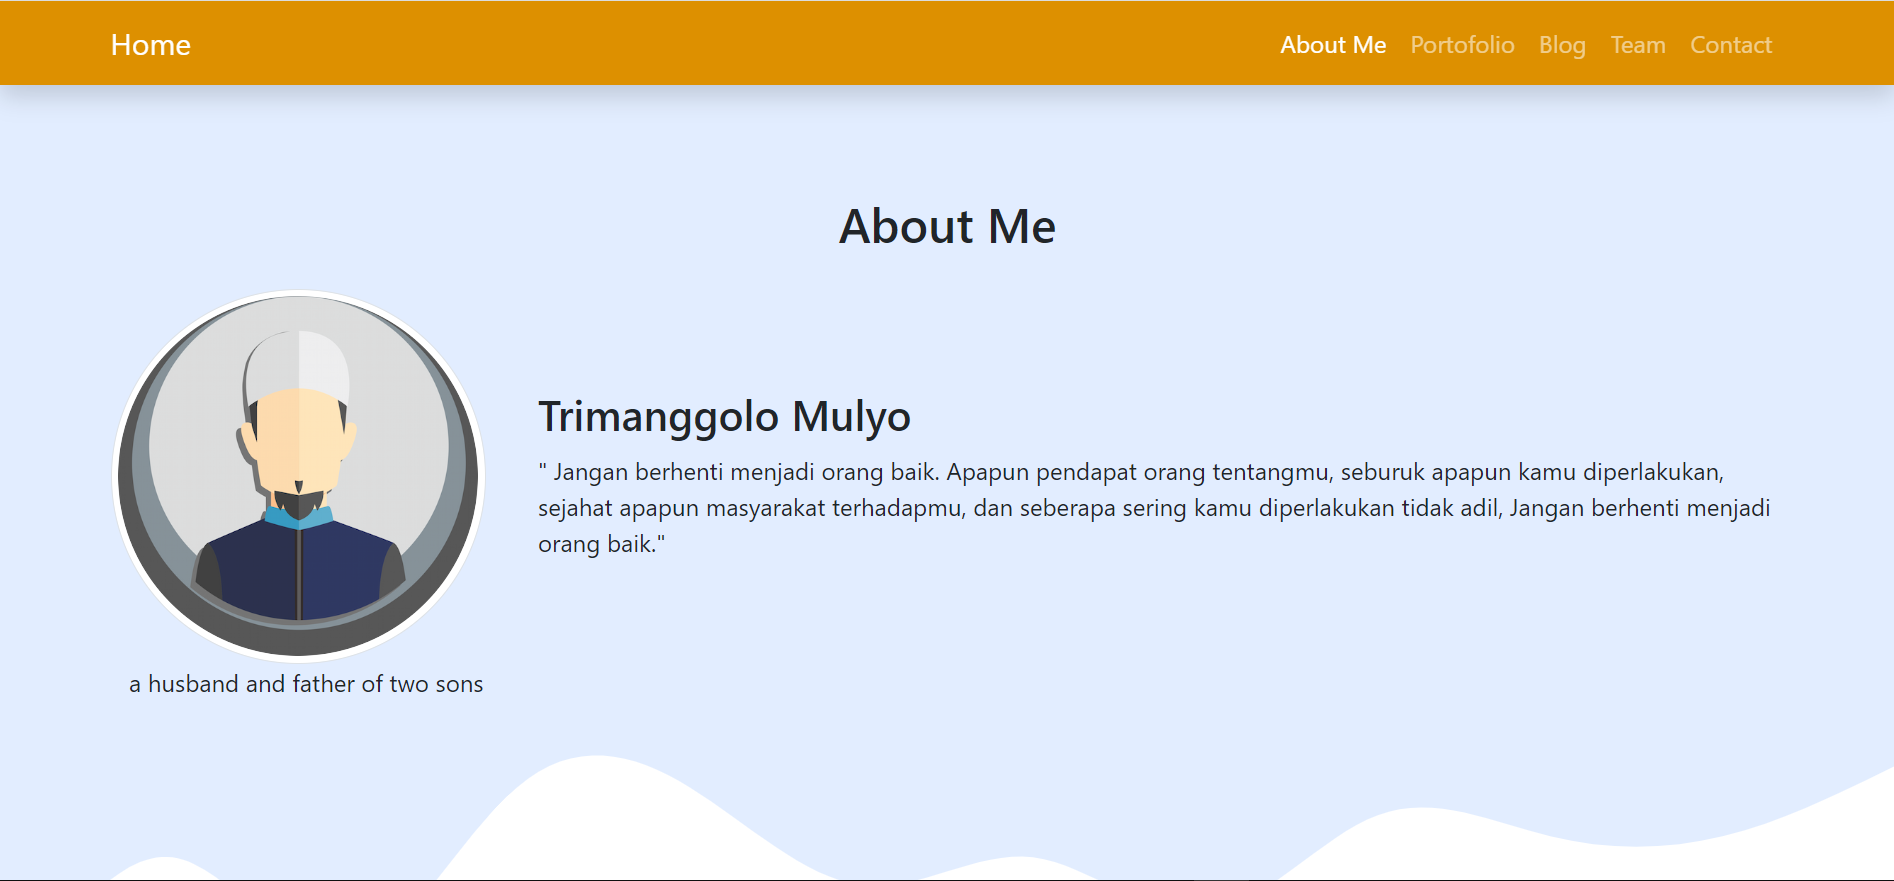 Home
About Me Portofolio Blog Team Contact
About Me
Trimanggolo Mulyo
" Jangan berhenti menjadi orang baik. Apapun pendapat orang tentangmu, seburuk apapun kamu diperlakukan,
sejahat apapun masyarakat terhadapmu, dan seberapa sering kamu diperlakukan tidak adil, Jangan berhenti menjadi
orang baik."
a husband and father of two sons